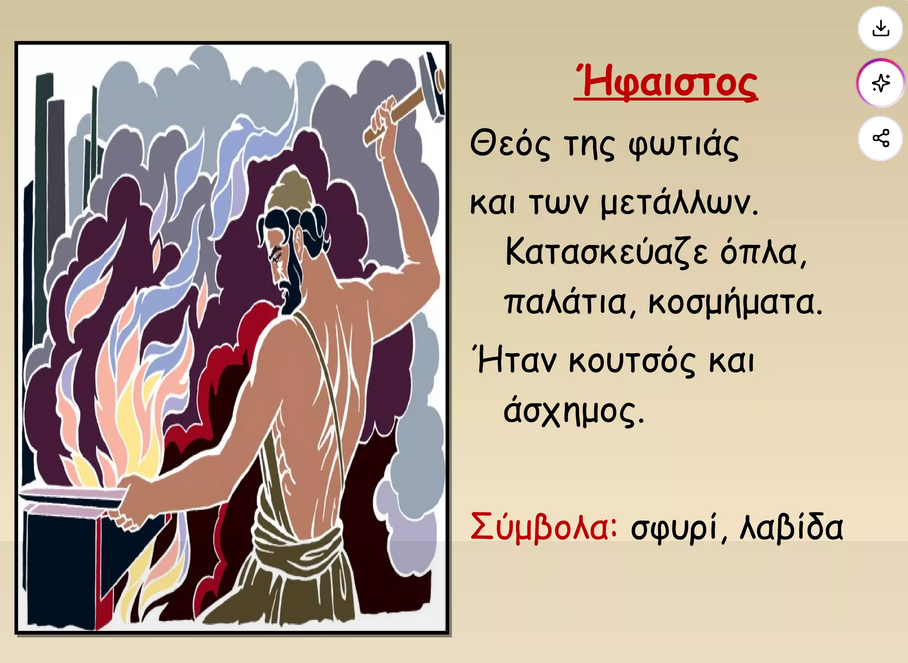 Ήφαιστος
Θεός της φωτιάς
και των μετάλλων.
Κατασκεύαζε όπλα,
παλάτια, κοσμήματα.
Ήταν κουτσός και
άσχημος.
Σύμβολα: σφυρί, λαβίδα